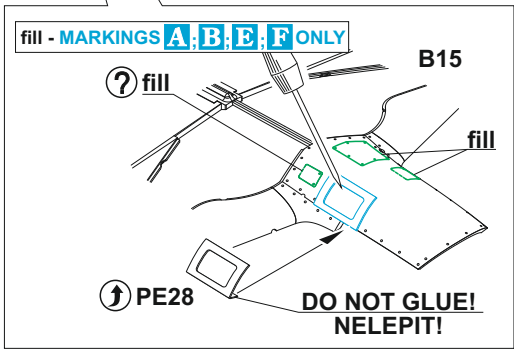 fill - MARKINGS A ; B ; E ; F ONLY
B15
? fill
fill
PE28
DO NOT GLUE!
NELEPIT!